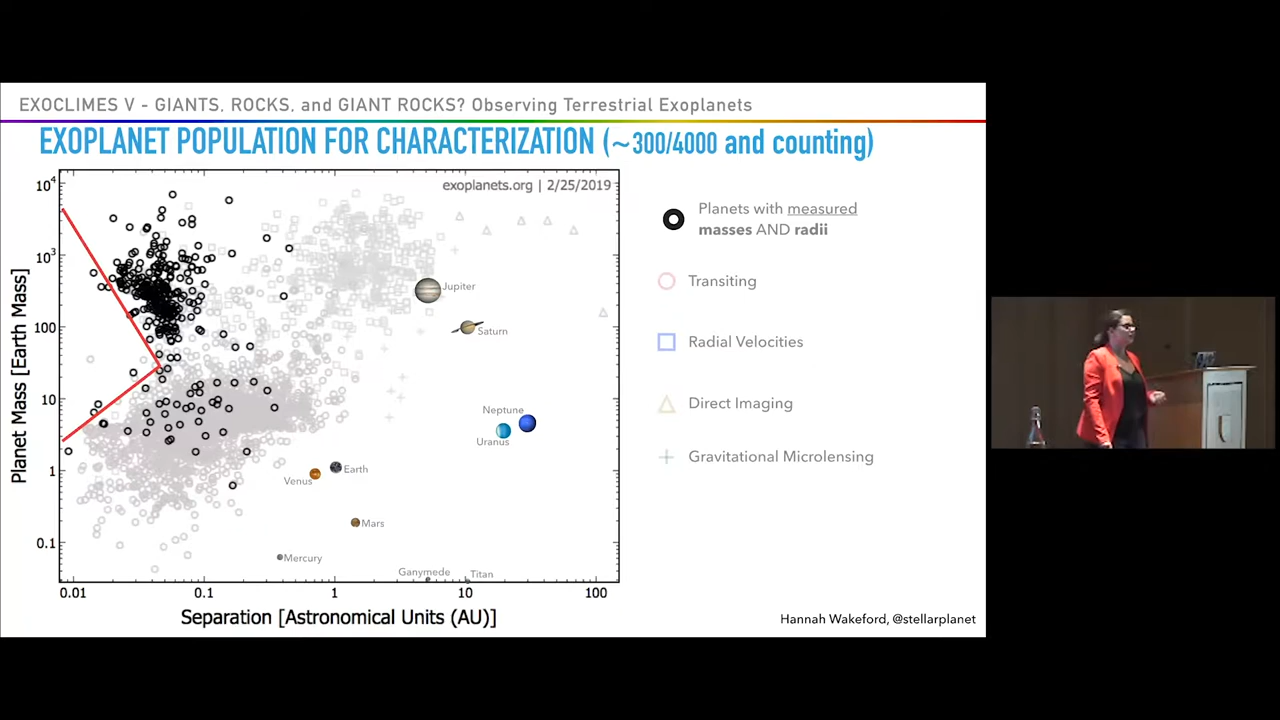 EXOCLIMES V - GIANTS, ROCKS, and GIANT ROCKS? Observing Terrestrial Exoplanets
EXOPLANET POPULATION FOR CHARACTERIZATION (~300/4000 and counting)
exoplanets.org | 2/25/2019
Planet Mass [Earth Mass]
10⁴
10³
100
10
1
0.1
Jupiter
Saturn
Neptune
Uranus
Earth
Venus
Mars
Mercury
Ganymede
Titan
0.01
0.1
1
10
100
Separation [Astronomical Units (AU)]
Planets with measured
masses AND radii
Transiting
Radial Velocities
Direct Imaging
Gravitational Microlensing
Hannah Wakeford, @stellarplanet